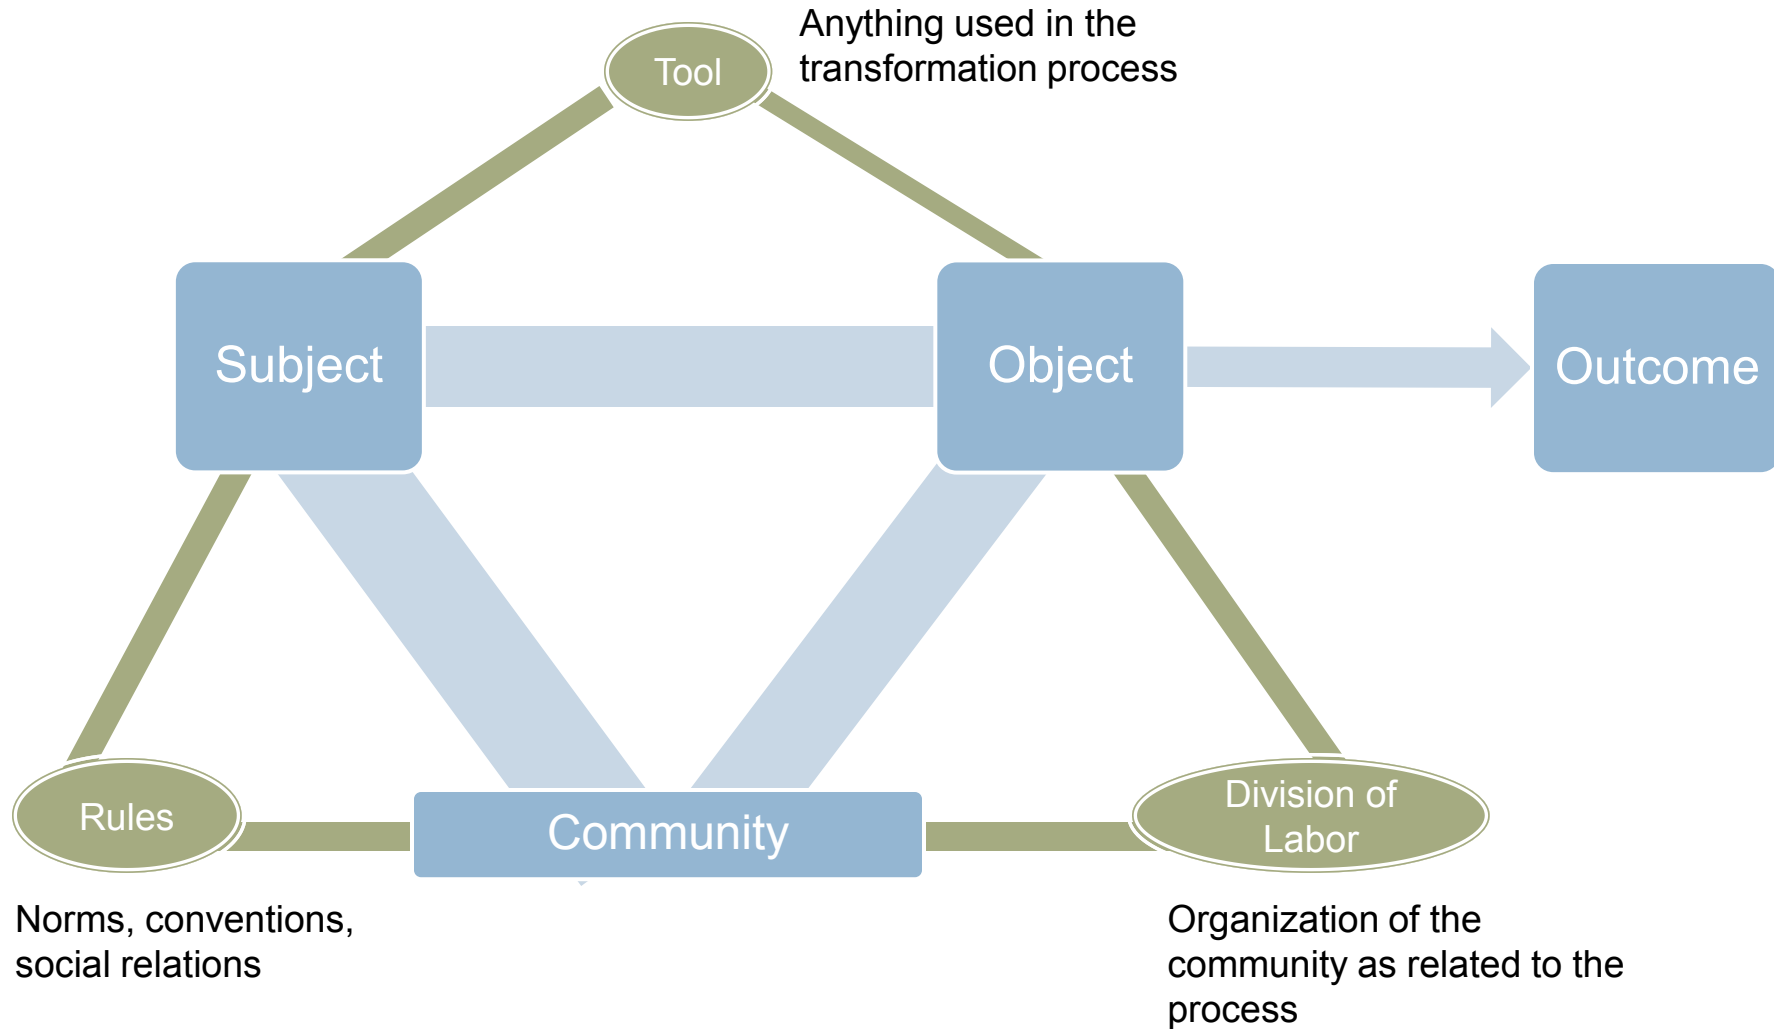 Anything used in the
transformation process
Tool
Subject
Object
Outcome
Rules
Community
Division of
Labor
Norms, conventions,
social relations
Organization of the
community as related to the
process